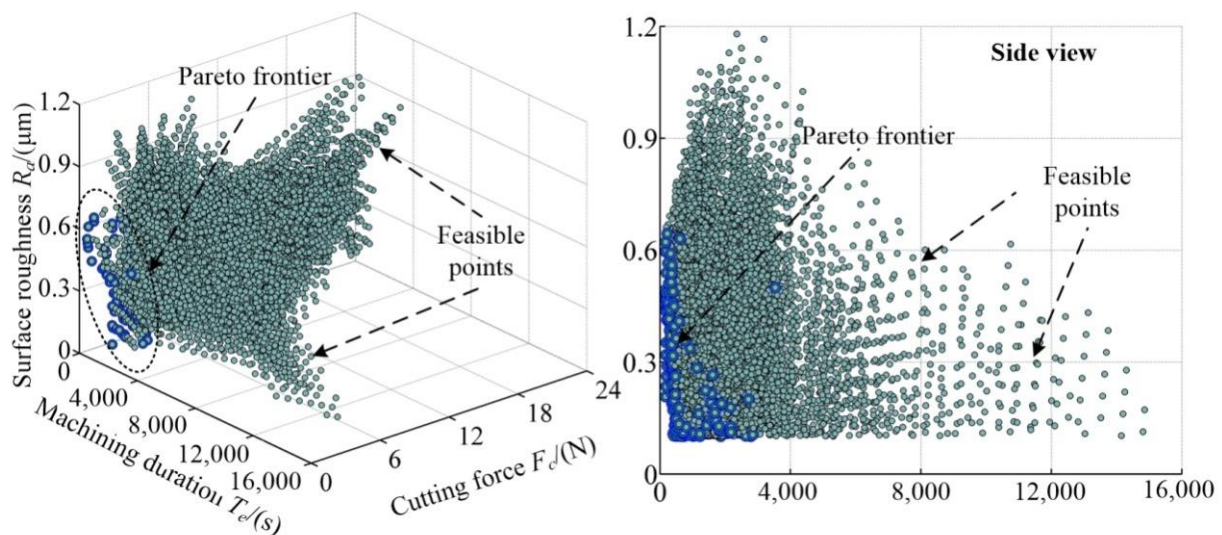 Pareto frontier
Surface roughness Ra/(μm)
1.2
0.9
0.6
0.3
0
Feasible
points
0
4,000
8,000
12,000
16,000
Machining duration Te/(s)
0
6
12
18
24
Cutting force Fc/(N)
Side view
Pareto frontier
Feasible
points
1.2
0.9
0.6
0.3
0
0
4,000
8,000
12,000
16,000